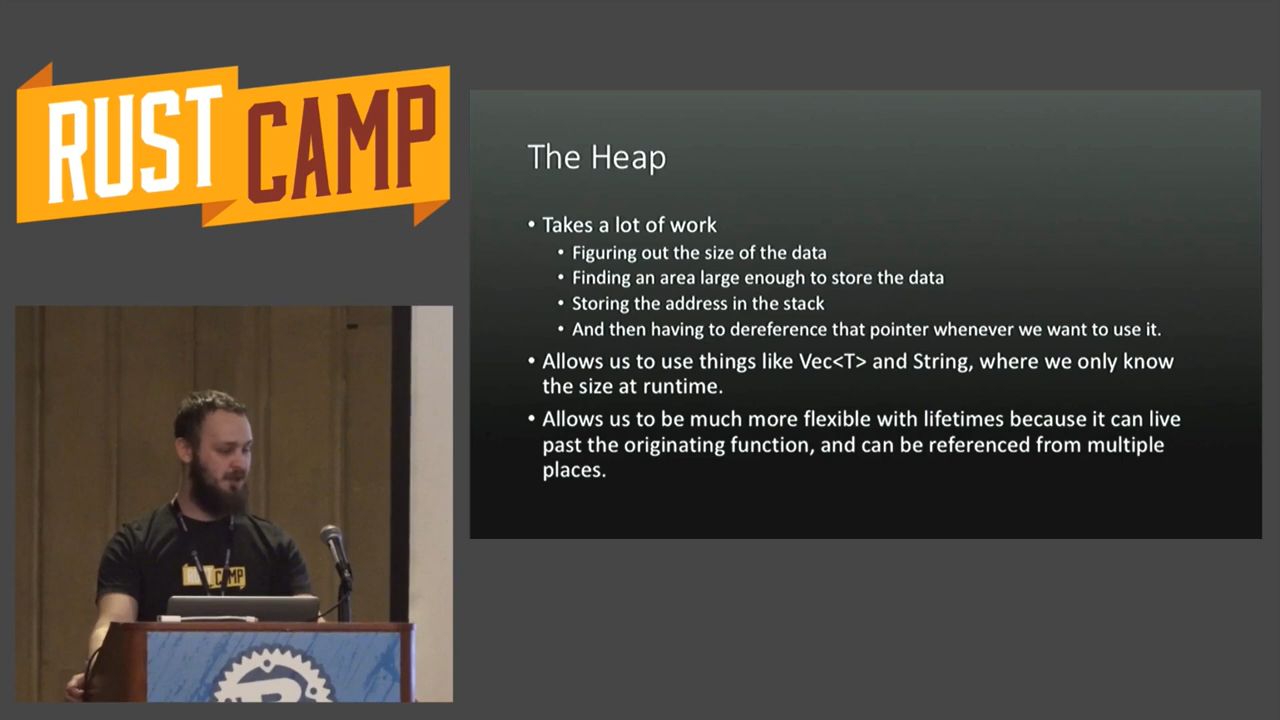 RUST CAMP
The Heap
• Takes a lot of work
• Figuring out the size of the data
• Finding an area large enough to store the data
• Storing the address in the stack
• And then having to dereference that pointer whenever we want to use it.
• Allows us to use things like Vec<T> and String, where we only know
the size at runtime.
• Allows us to be much more flexible with lifetimes because it can live
past the originating function, and can be referenced from multiple
places.
RUST CAMP
R